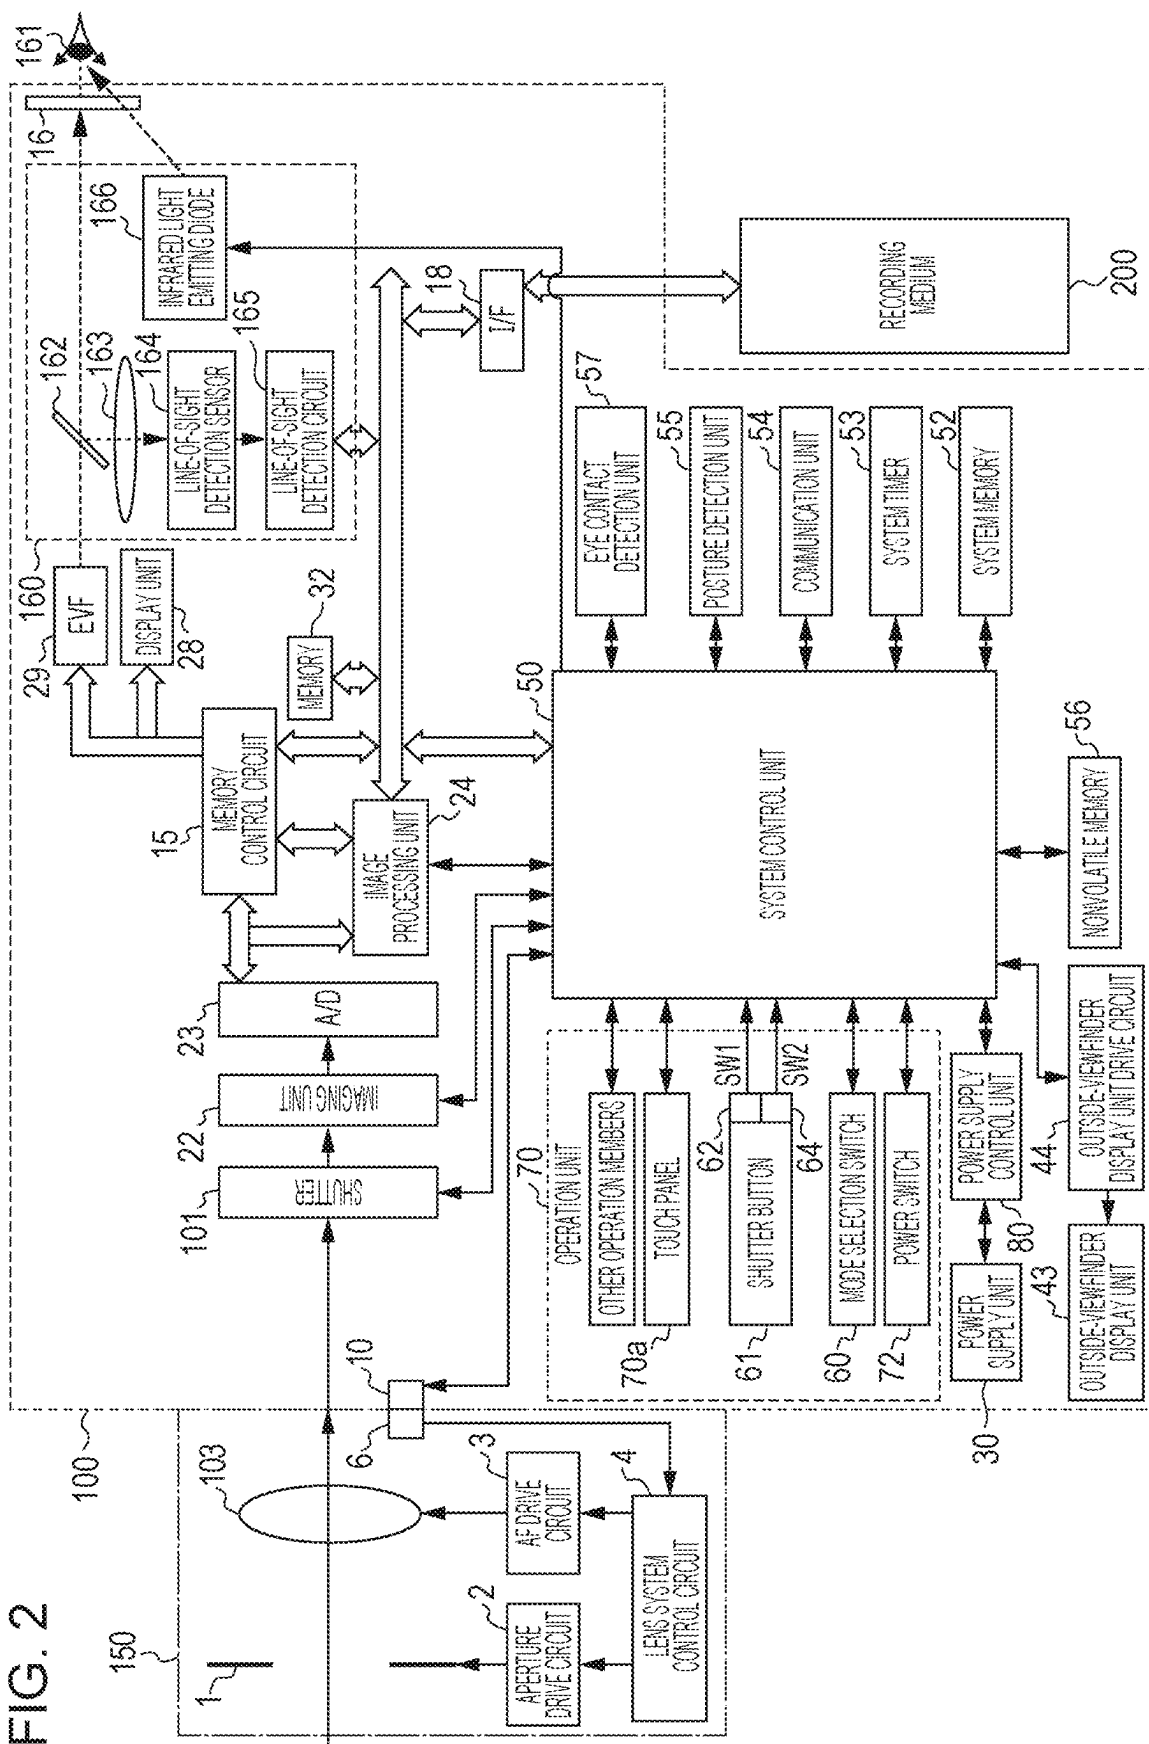 FIG. 2
150
1
APERTURE
DRIVE CIRCUIT
2
103
AF DRIVE
CIRCUIT
3
LENS SYSTEM
CONTROL CIRCUIT
4
6
10
100
SHUTTER
101
IMAGING UNIT
22
A/D
23
MEMORY
CONTROL CIRCUIT
15
IMAGE
PROCESSING UNIT
24
MEMORY
32
EVF
29
DISPLAY UNIT
28
160
162
163
LINE-OF-SIGHT
DETECTION SENSOR
164
LINE-OF-SIGHT
DETECTION CIRCUIT
165
INFRARED LIGHT
EMITTING DIODE
166
16
161
I/F
18
RECORDING
MEDIUM
200
SYSTEM CONTROL UNIT
50
EYE CONTACT
DETECTION UNIT
57
POSTURE DETECTION UNIT
55
COMMUNICATION UNIT
54
SYSTEM TIMER
53
SYSTEM MEMORY
52
NONVOLATILE MEMORY
56
70
OPERATION UNIT
OTHER OPERATION MEMBERS
TOUCH PANEL
70a
SHUTTER BUTTON
61
62
64
SW1
SW2
MODE SELECTION SWITCH
60
POWER SWITCH
72
POWER SUPPLY
CONTROL UNIT
80
POWER
SUPPLY UNIT
30
OUTSIDE-VIEWFINDER
DISPLAY UNIT DRIVE CIRCUIT
44
OUTSIDE-VIEWFINDER
DISPLAY UNIT
43